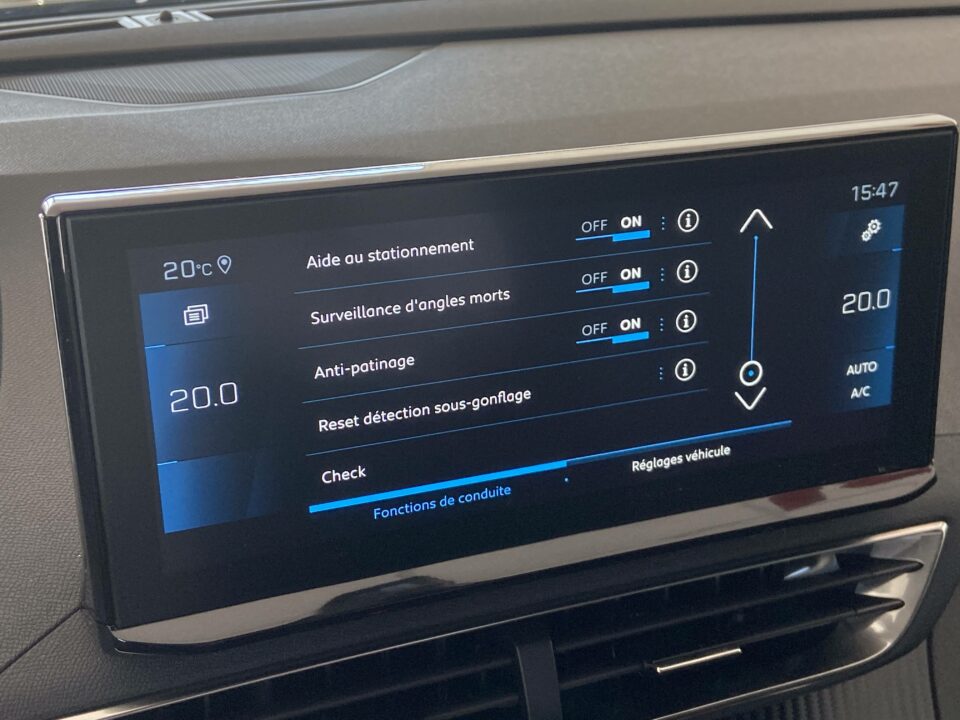 15:47
20°C
Aide au stationnement OFF ON
Surveillance d'angles morts OFF ON
20.0
20.0
Anti-patinage OFF ON
Reset détection sous-gonflage
AUTO
A/C
Check
Fonctions de conduite Réglages véhicule